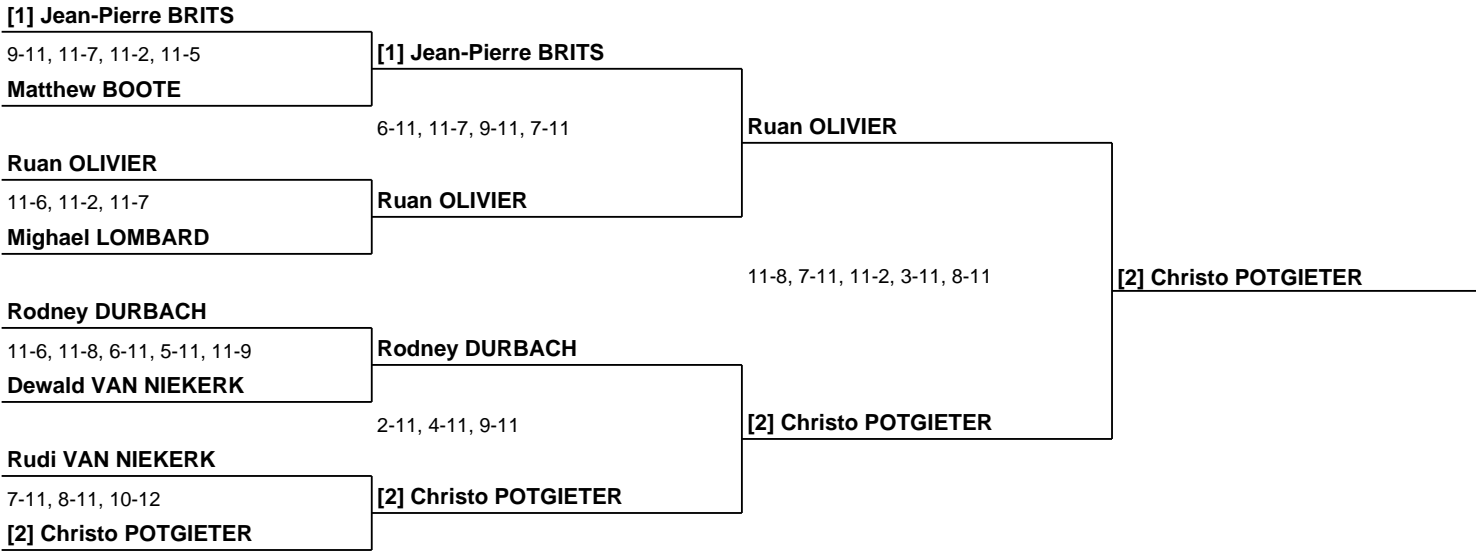 [1] Jean-Pierre BRITS
9-11, 11-7, 11-2, 11-5
[1] Jean-Pierre BRITS
Matthew BOOTE
6-11, 11-7, 9-11, 7-11
Ruan OLIVIER
Ruan OLIVIER
11-6, 11-2, 11-7
Ruan OLIVIER
Mighael LOMBARD
11-8, 7-11, 11-2, 3-11, 8-11
[2] Christo POTGIETER
Rodney DURBACH
11-6, 11-8, 6-11, 5-11, 11-9
Rodney DURBACH
Dewald VAN NIEKERK
2-11, 4-11, 9-11
[2] Christo POTGIETER
Rudi VAN NIEKERK
7-11, 8-11, 10-12
[2] Christo POTGIETER
[2] Christo POTGIETER